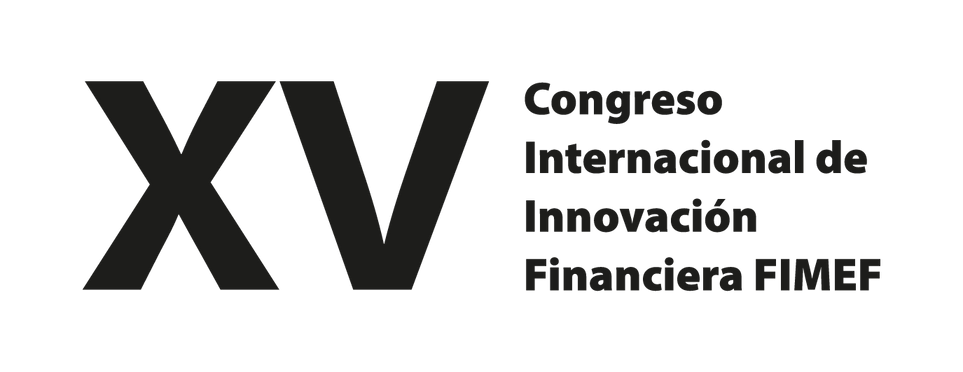 XV
Congreso
Internacional de
Innovación
Financiera FIMEF